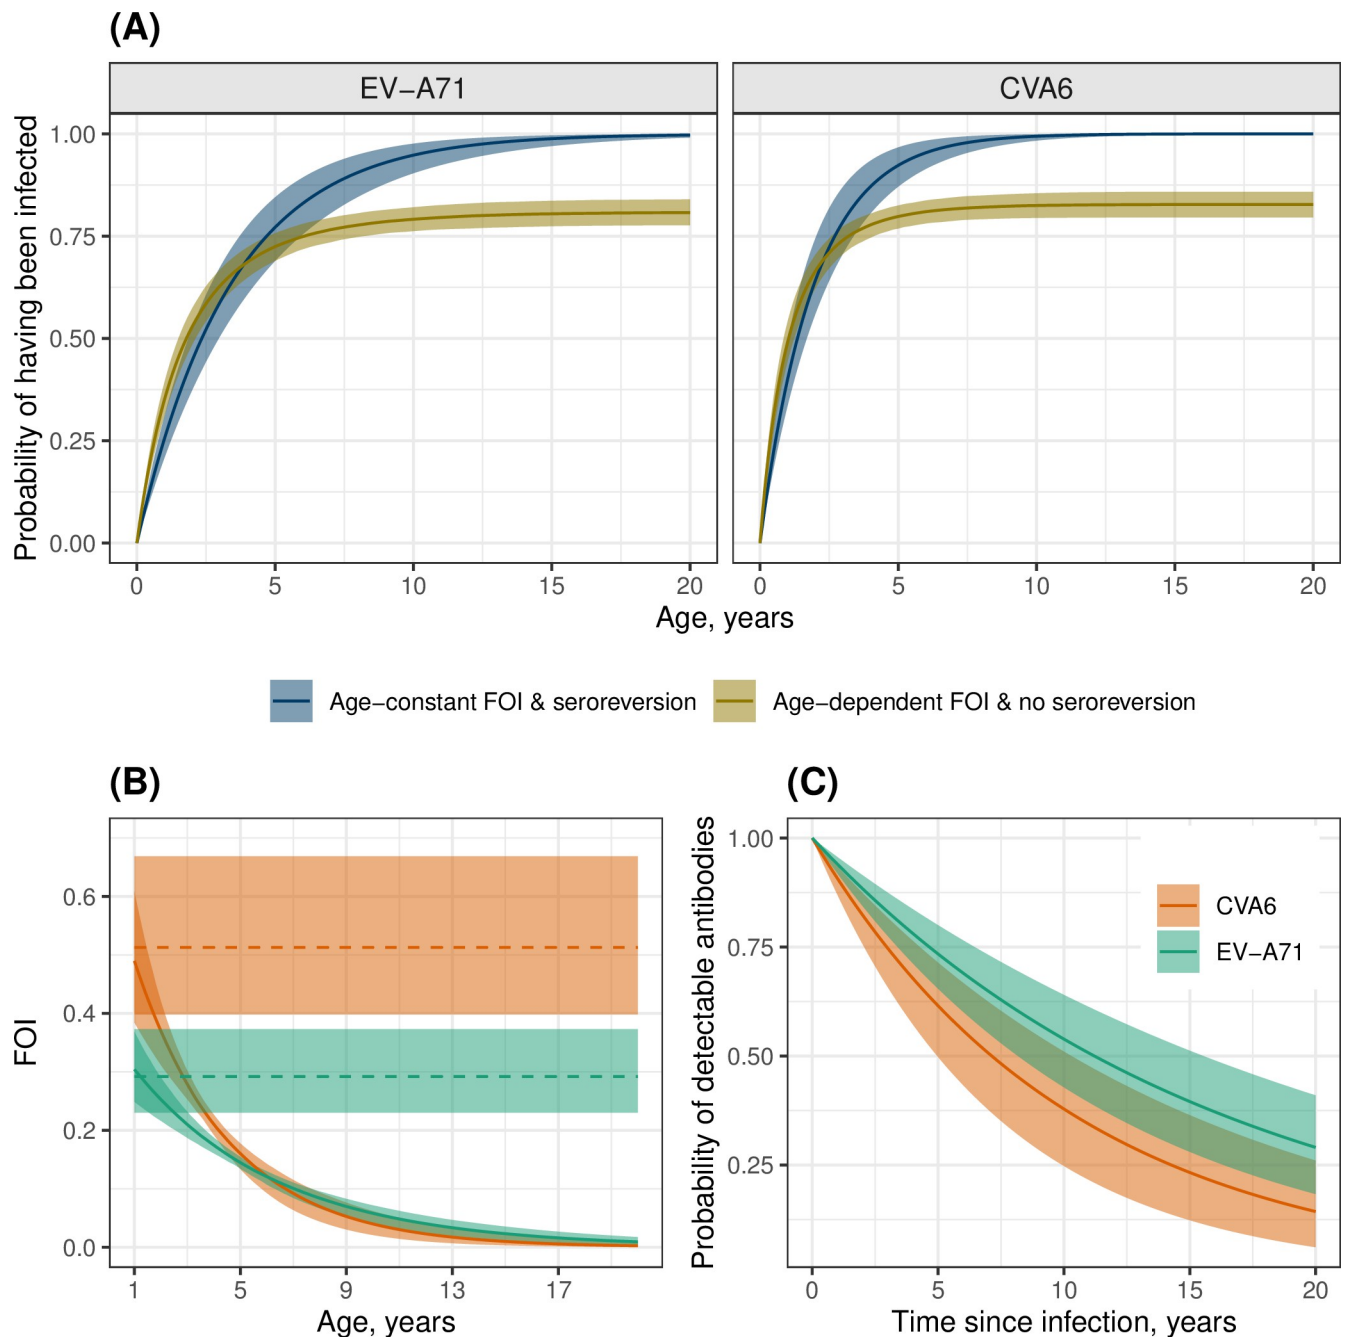 (A)
EV−A71
CVA6
Probability of having been infected
1.00
0.75
0.50
0.25
0.00
0 5 10 15 20
0 5 10 15 20
Age, years
Age−constant FOI & seroreversion
Age−dependent FOI & no seroreversion
(B)
FOI
0.6
0.4
0.2
0.0
1 5 9 13 17
Age, years
(C)
Probability of detectable antibodies
1.00
0.75
0.50
0.25
CVA6
EV−A71
0 5 10 15 20
Time since infection, years